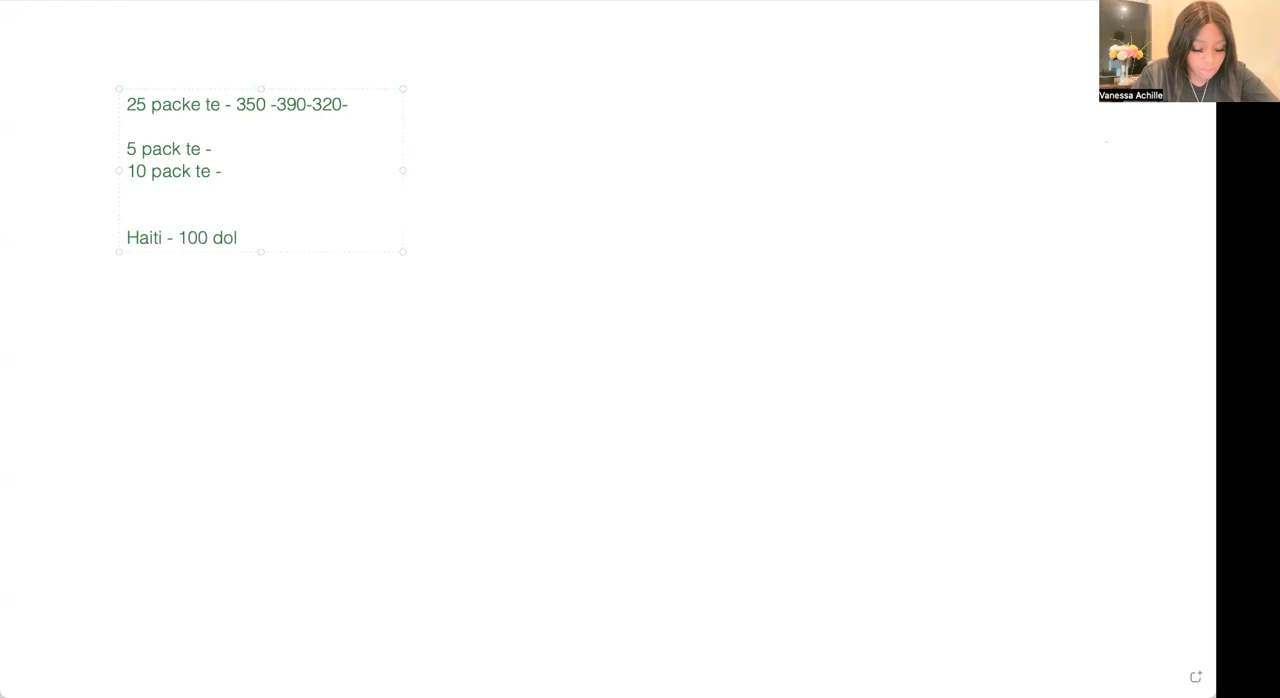 25 packe te - 350 -390-320-
5 pack te -
10 pack te -
Haiti - 100 dol
Vanessa Achille